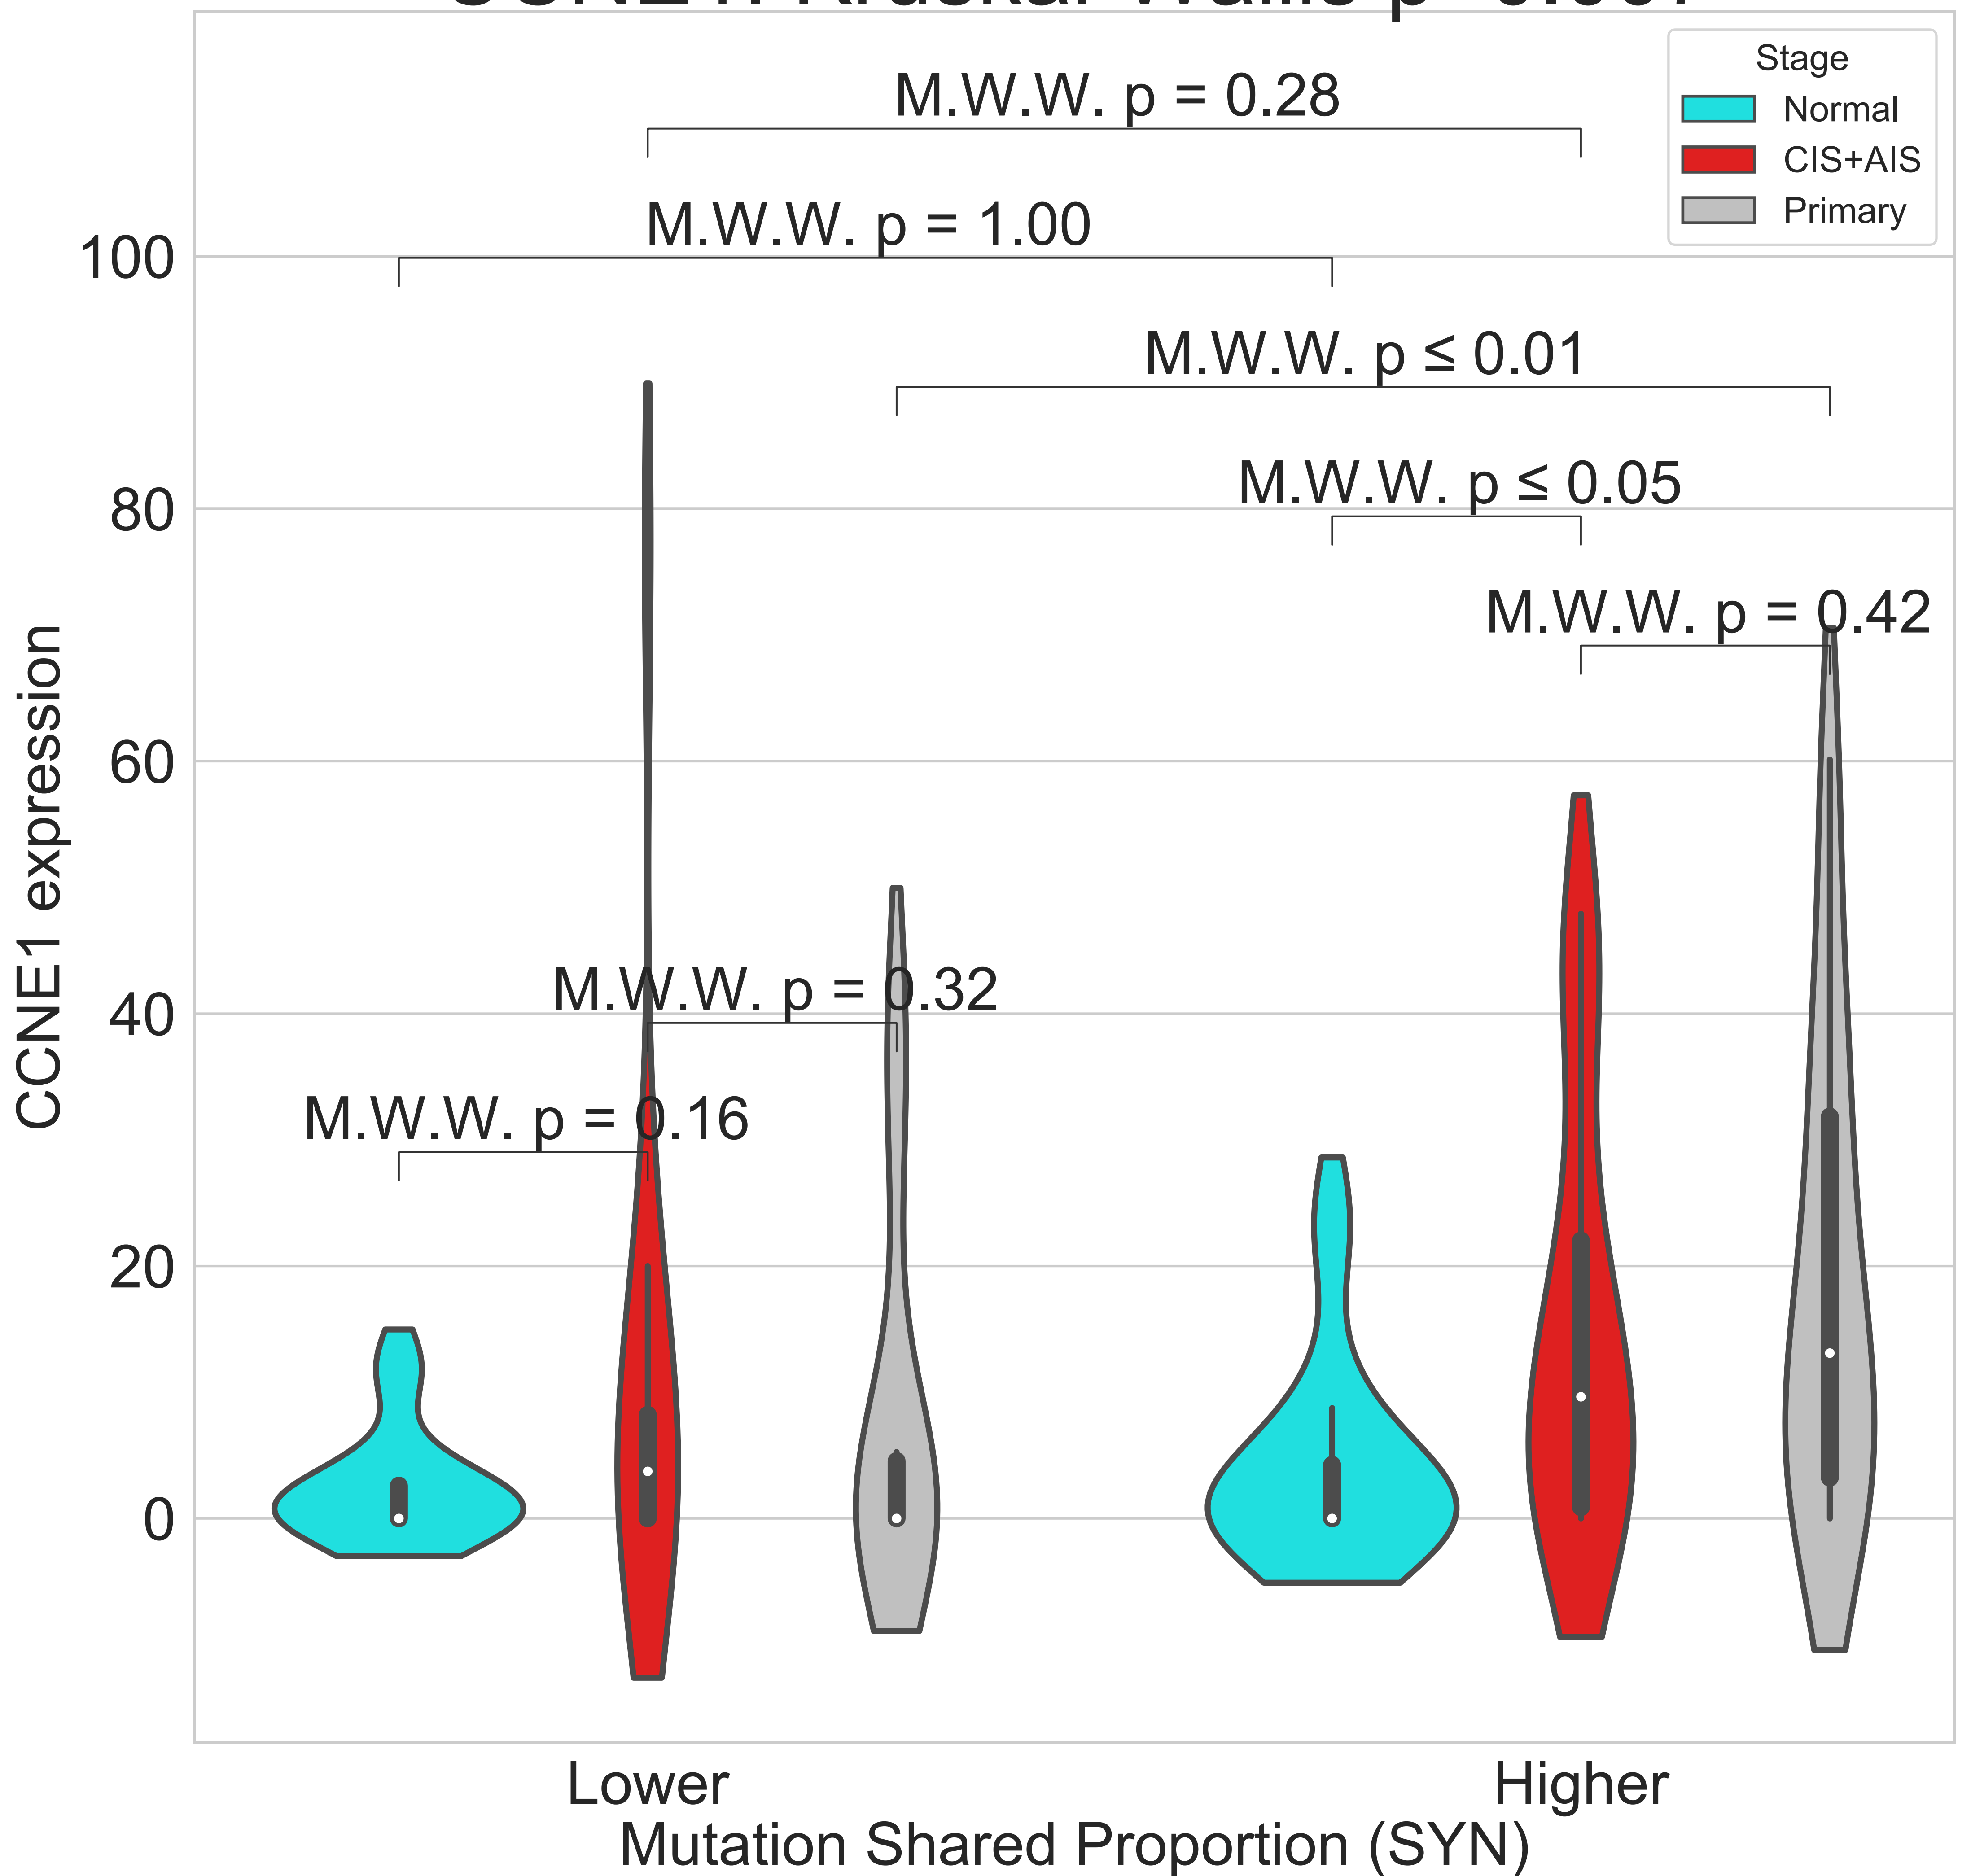 Stage
Normal
CIS+AIS
Primary
M.W.W. p = 0.28
M.W.W. p = 1.00
M.W.W. p ≤ 0.01
M.W.W. p ≤ 0.05
M.W.W. p = 0.42
M.W.W. p = 0.32
M.W.W. p = 0.16
100
80
60
40
20
0
CCNE1 expression
Lower
Higher
Mutation Shared Proportion (SYN)